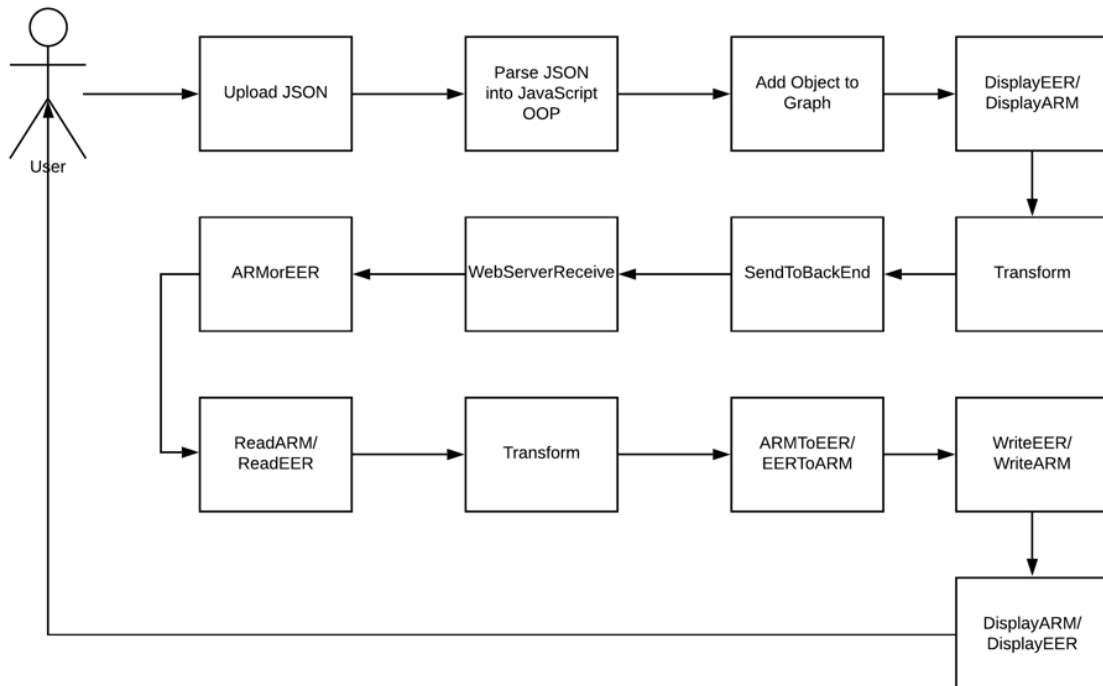 Upload JSON
Parse JSON
into JavaScript
OOP
Add Object to
Graph
DisplayEER/
DisplayARM
User
ARMorEER
WebServerReceive
SendToBackEnd
Transform
ReadARM/
ReadEER
Transform
ARMToEER/
EERToARM
WriteEER/
WriteARM
DisplayARM/
DisplayEER